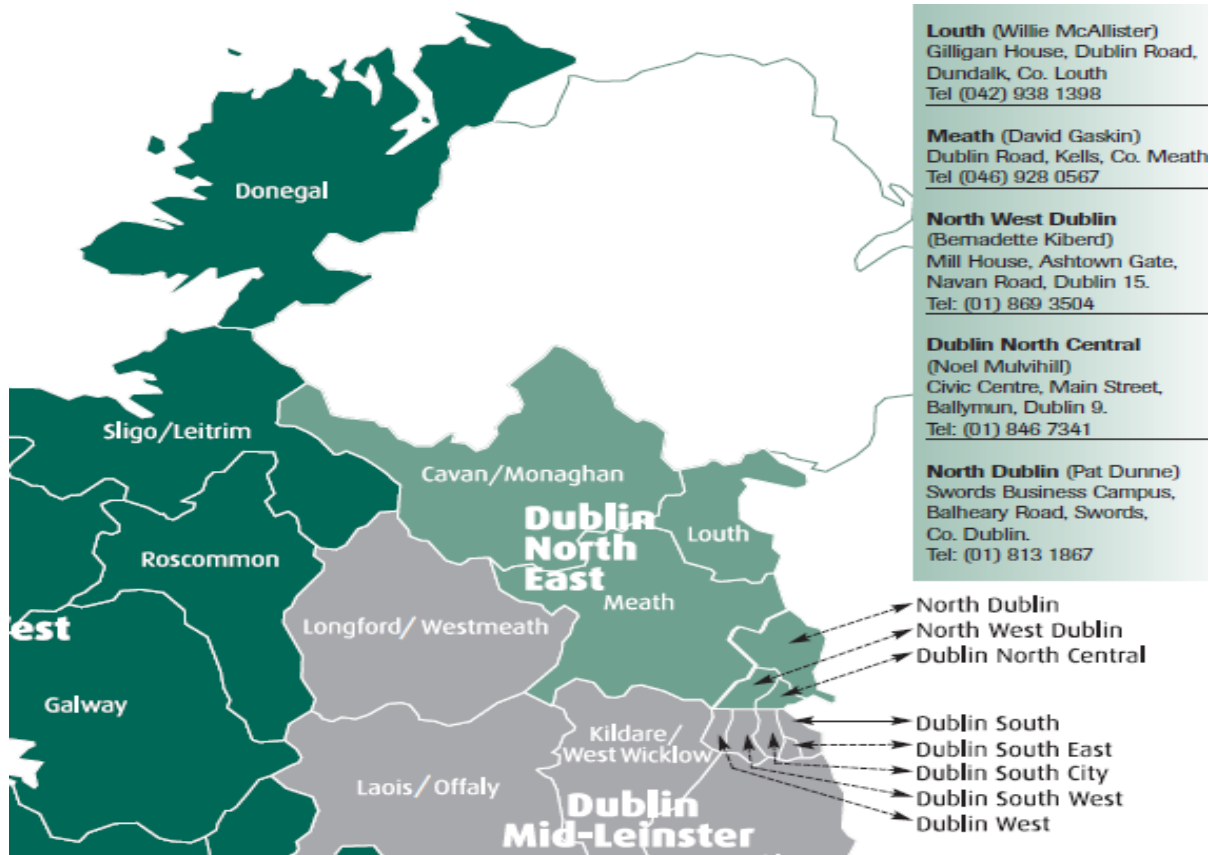 Louth (Willie McAllister)
Gilligan House, Dublin Road,
Dundalk, Co. Louth
Tel (042) 938 1398
Meath (David Gaskin)
Dublin Road, Kells, Co. Meath
Tel (046) 928 0567
North West Dublin
(Bernadette Kiberd)
Mill House, Ashtown Gate,
Navan Road, Dublin 15.
Tel: (01) 869 3504
Dublin North Central
(Noel Mulvihill)
Civic Centre, Main Street,
Ballymun, Dublin 9.
Tel: (01) 846 7341
North Dublin (Pat Dunne)
Swords Business Campus,
Balheary Road, Swords,
Co. Dublin.
Tel: (01) 813 1867
Donegal
Sligo/Leitrim
Cavan/Monaghan
Dublin
North
East
Louth
Roscommon
Meath
Longford/Westmeath
est
Galway
Kildare/
West Wicklow
Laois/Offaly
Dublin
Mid-Leinster
North Dublin
North West Dublin
Dublin North Central
Dublin South
Dublin South East
Dublin South City
Dublin South West
Dublin West